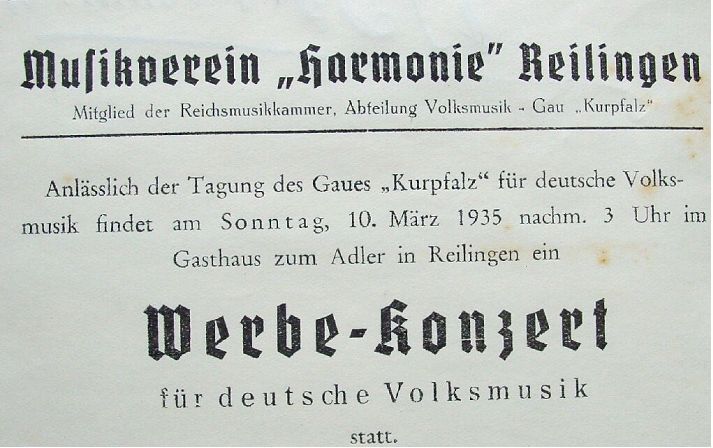 Musikverein „Harmonie" Reilingen
Mitglied der Reichsmusikkammer, Abteilung Volksmusik - Gau „Kurpfalz“
Anlässlich der Tagung des Gaues „Kurpfalz“ für deutsche Volks-
musik findet am Sonntag, 10. März 1935 nachm. 3 Uhr im
Gasthaus zum Adler in Reilingen ein
Werbe-Konzert
für deutsche Volksmusik
statt.